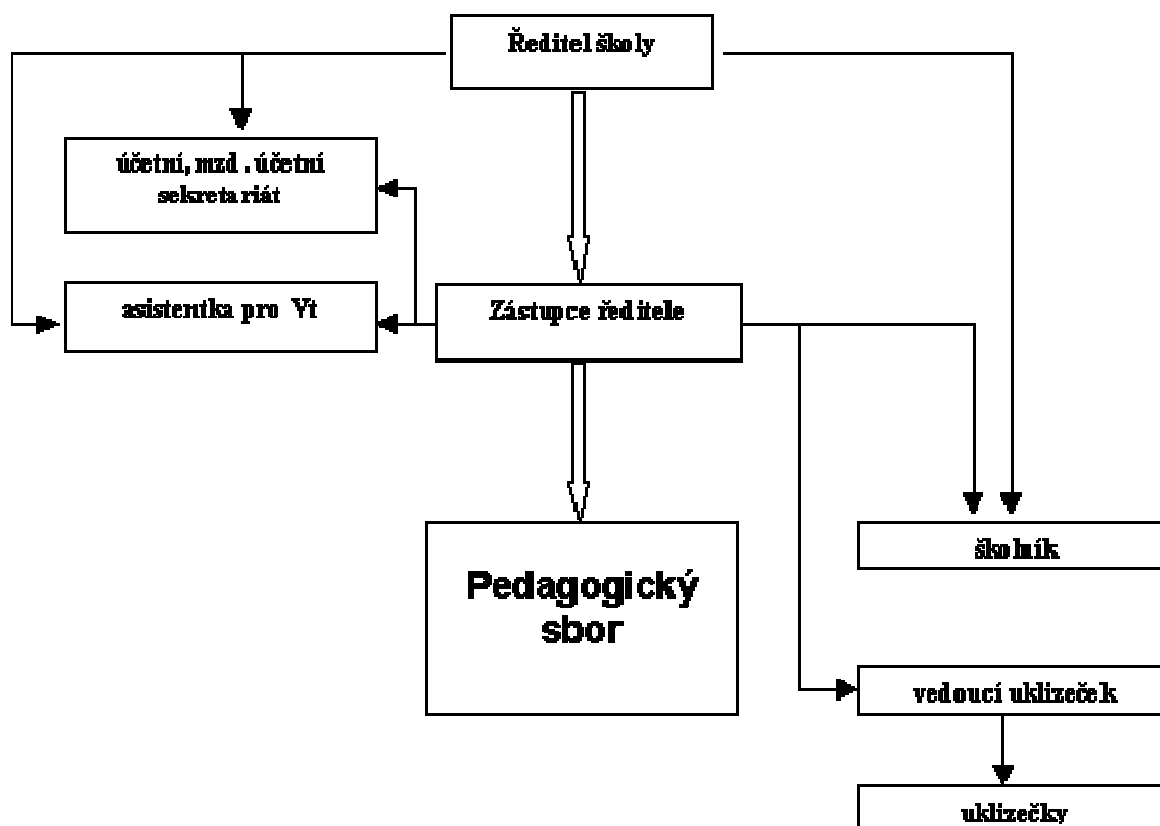 Ředitel školy
účetní, mzd. účetní
sekretariát
asistentka pro Vt
Zástupce ředitele
Pedagogický
sbor
školník
vedoucí uklizeček
uklizečky